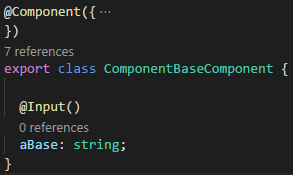 @Component({ ...
})
7 references
export class ComponentBaseComponent {
@Input()
0 references
aBase: string;
}